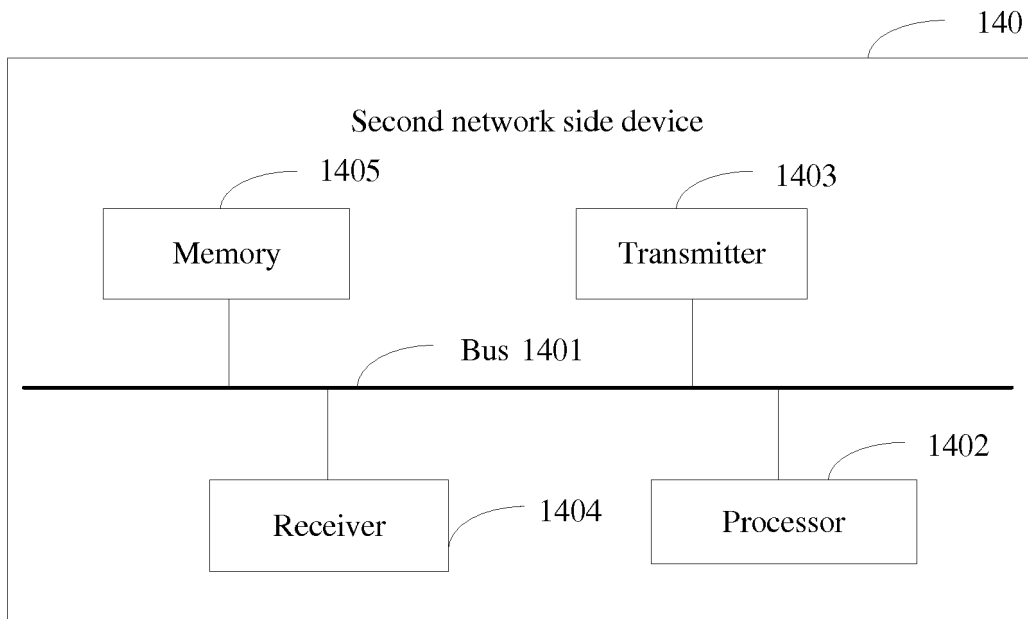 140
Second network side device
1405
1403
Memory
Transmitter
Bus 1401
1402
1404
Receiver
Processor